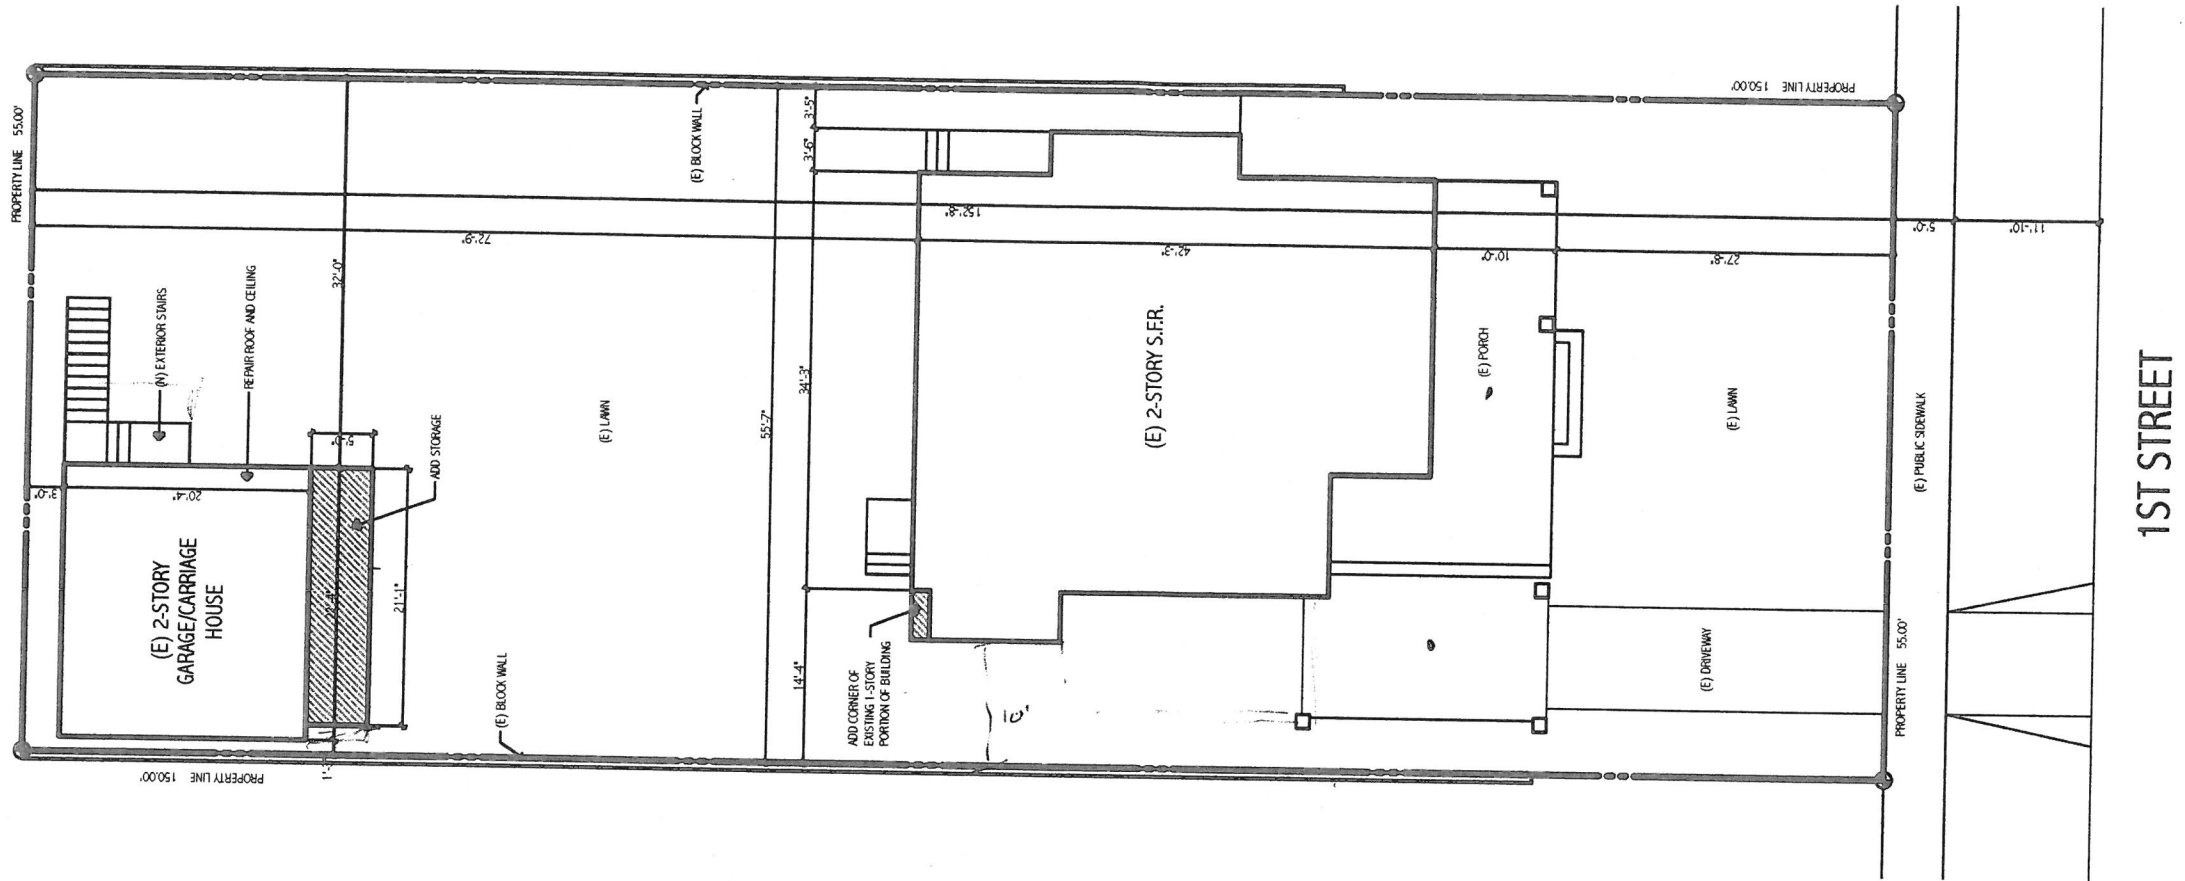 PROPERTY LINE 55.00'
PROPERTY LINE 150.00'
(E) BLOCK WALL
3'-5"
3'-6"
152'-8"
72'-9"
42'-3"
10'-0"
27'-8"
5'-0"
11'-10"
32'-0"
(N) EXTERIOR STAIRS
REPAIR ROOF AND CEILING
5'-0"
ADD STORAGE
3'-0"
20'-4"
(E) 2-STORY
GARAGE/CARRIAGE
HOUSE
22'-4"
21'-1"
(E) LAWN
55'-7"
34'-3"
14'-4"
(E) 2-STORY S.F.R.
(E) PORCH
(E) LAWN
(E) PUBLIC SIDEWALK
1ST STREET
ADD CORNER OF
EXISTING 1-STORY
PORTION OF BUILDING
10'
(E) DRIVEWAY
(E) BLOCK WALL
PROPERTY LINE 150.00'
PROPERTY LINE 55.00'